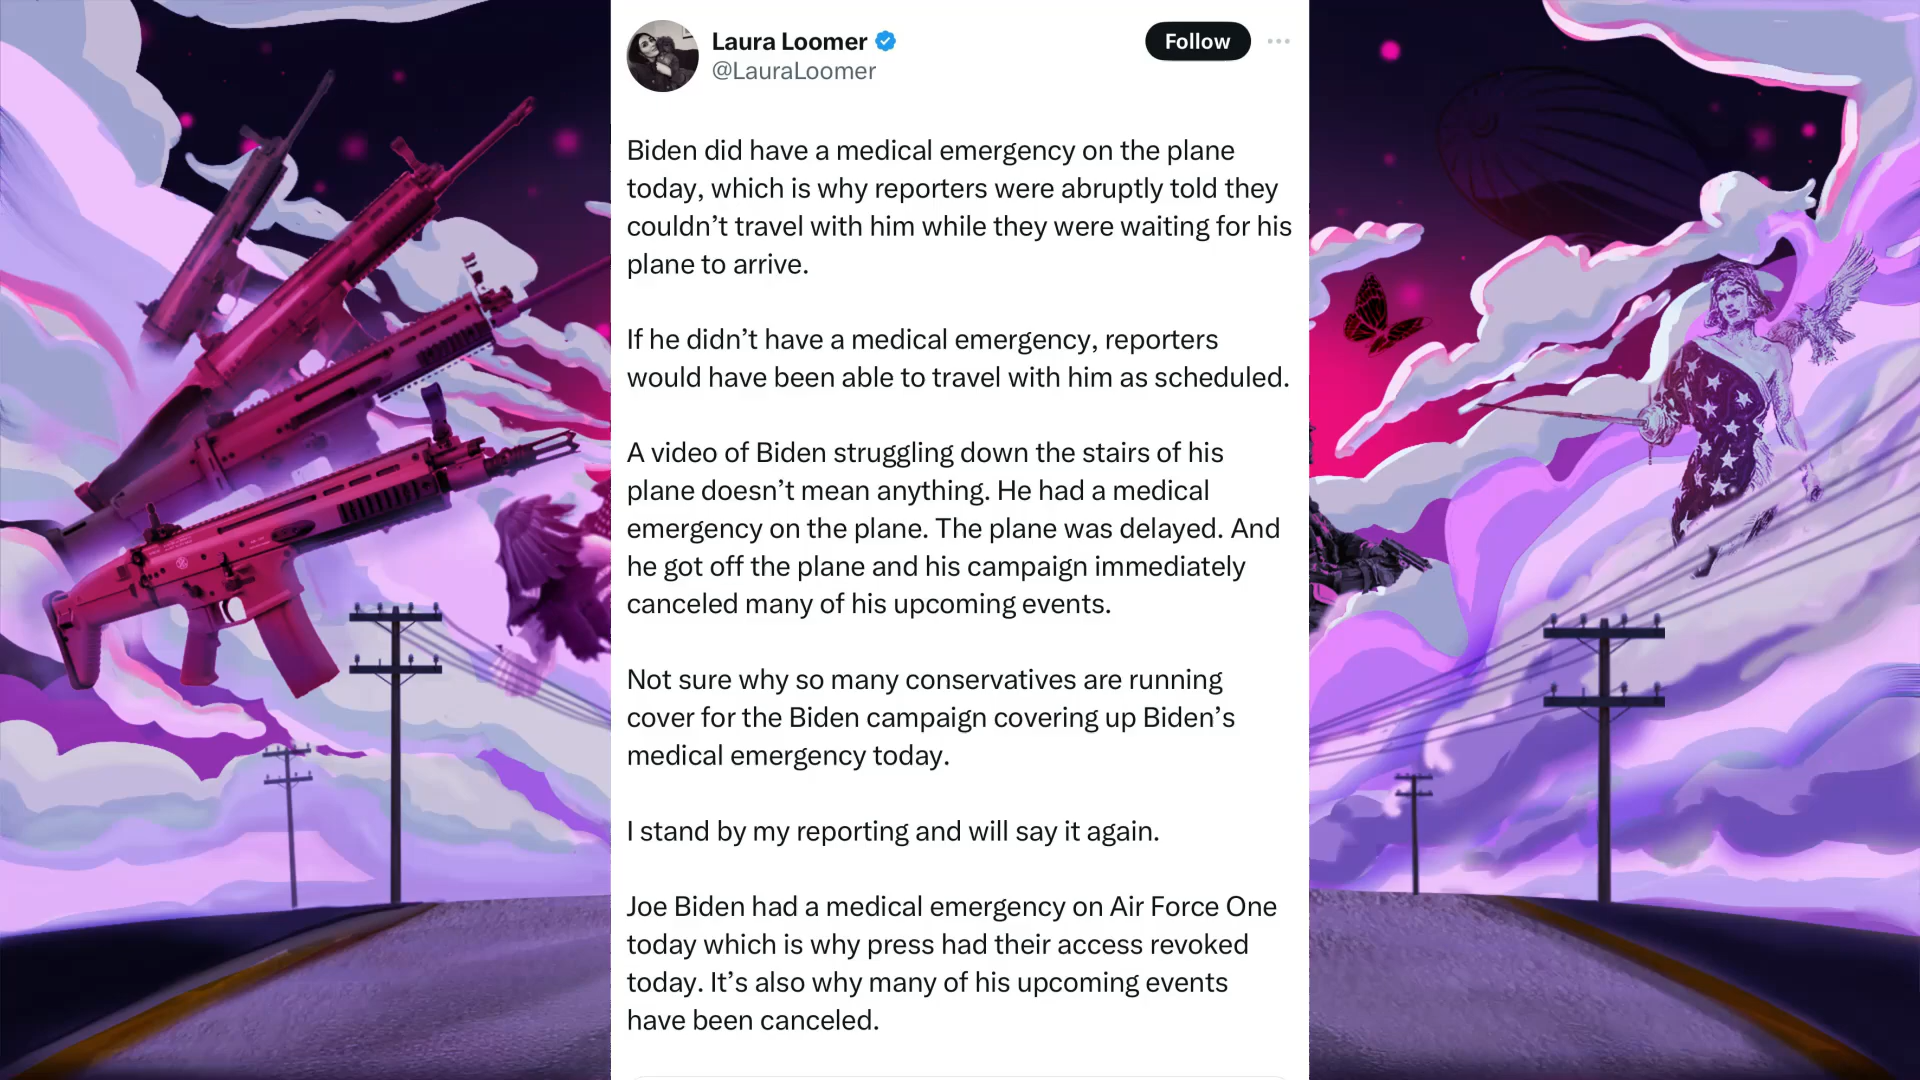 Laura Loomer
Follow
@LauraLoomer
Biden did have a medical emergency on the plane
today, which is why reporters were abruptly told they
couldn’t travel with him while they were waiting for his
plane to arrive.
If he didn’t have a medical emergency, reporters
would have been able to travel with him as scheduled.
A video of Biden struggling down the stairs of his
plane doesn’t mean anything. He had a medical
emergency on the plane. The plane was delayed. And
he got off the plane and his campaign immediately
canceled many of his upcoming events.
Not sure why so many conservatives are running
cover for the Biden campaign covering up Biden’s
medical emergency today.
I stand by my reporting and will say it again.
Joe Biden had a medical emergency on Air Force One
today which is why press had their access revoked
today. It’s also why many of his upcoming events
have been canceled.